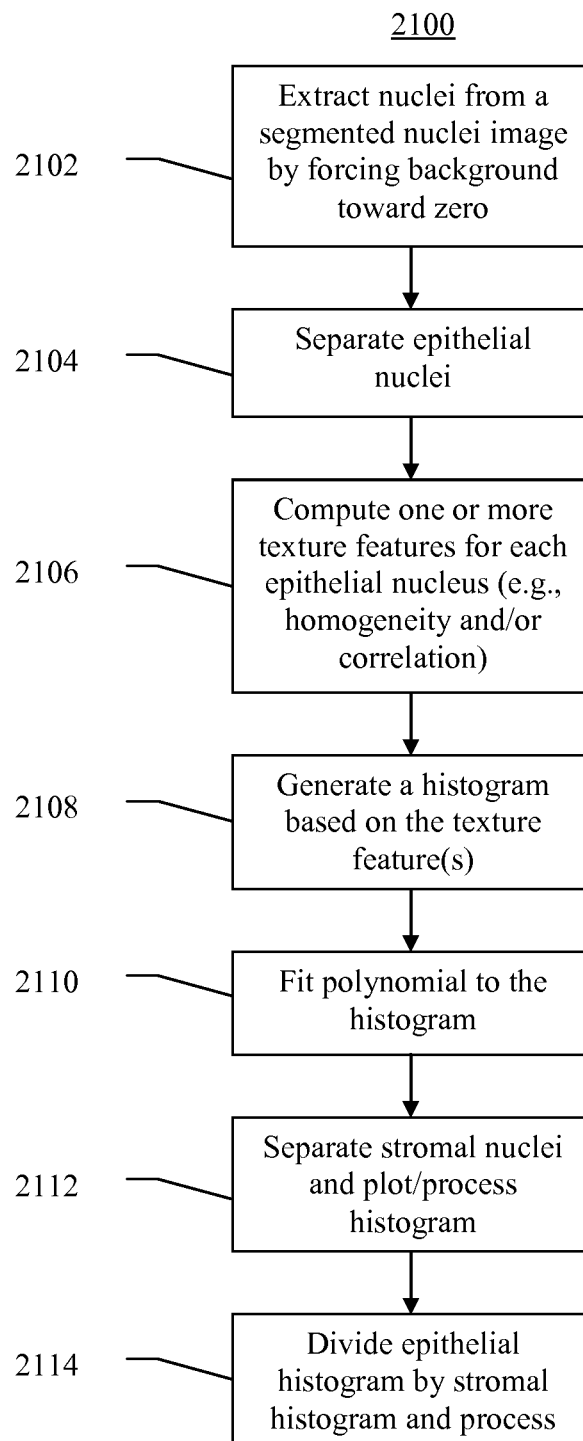 2100
Extract nuclei from a
segmented nuclei image
by forcing background
toward zero
2102
Separate epithelial
nuclei
2104
Compute one or more
texture features for each
epithelial nucleus (e.g.,
homogeneity and/or
correlation)
2106
Generate a histogram
based on the texture
feature(s)
2108
Fit polynomial to the
histogram
2110
Separate stromal nuclei
and plot/process
histogram
2112
Divide epithelial
histogram by stromal
histogram and process
2114